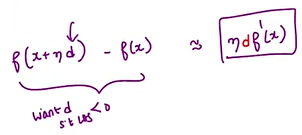 f(x+ηd) - f(x) ≈ ηdf'(x)
want d
s.t LHS < 0